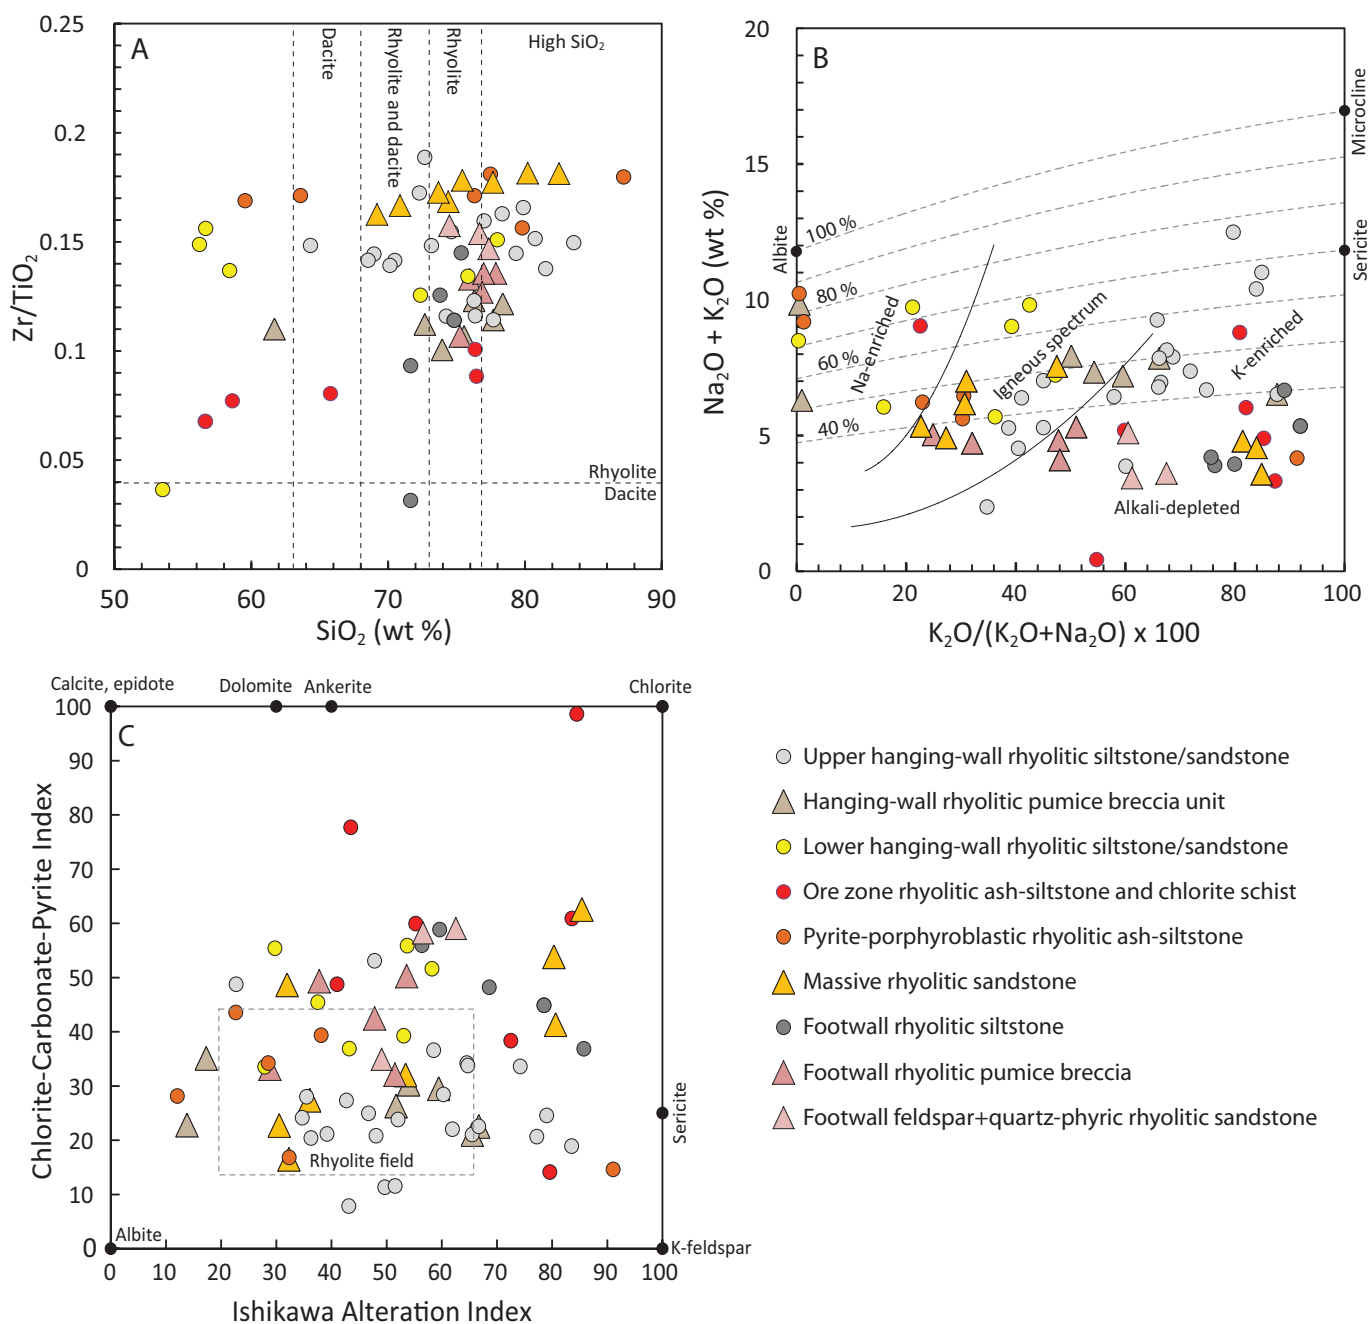 A
Zr/TiO2
0.25
0.2
0.15
0.1
0.05
0
Dacite
Rhyolite and dacite
Rhyolite
High SiO2
Rhyolite
Dacite
50
60
70
80
90
SiO2 (wt %)
B
Na2O + K2O (wt %)
20
15
10
5
0
Albite
Microcline
Sericite
100 %
80 %
60 %
40 %
Na-enriched
Igneous spectrum
K-enriched
Alkali-depleted
0
20
40
60
80
100
K2O/(K2O+Na2O) x 100
Calcite, epidote
Dolomite
Ankerite
Chlorite
C
Chlorite-Carbonate-Pyrite Index
100
90
80
70
60
50
40
30
20
10
0
Sericite
Rhyolite field
Albite
K-feldspar
0
10
20
30
40
50
60
70
80
90
100
Ishikawa Alteration Index
Upper hanging-wall rhyolitic siltstone/sandstone
Hanging-wall rhyolitic pumice breccia unit
Lower hanging-wall rhyolitic siltstone/sandstone
Ore zone rhyolitic ash-siltstone and chlorite schist
Pyrite-porphyroblastic rhyolitic ash-siltstone
Massive rhyolitic sandstone
Footwall rhyolitic siltstone
Footwall rhyolitic pumice breccia
Footwall feldspar+quartz-phyric rhyolitic sandstone